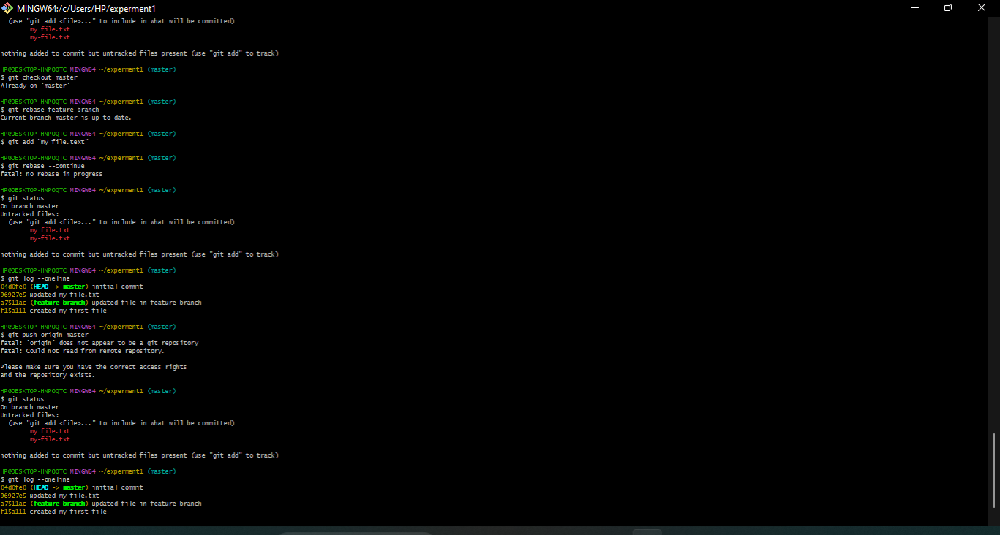 MINGW64:/c/Users/HP/experment1
(use "git add <file>..." to include in what will be committed)
my file.txt
my-file.txt
nothing added to commit but untracked files present (use "git add" to track)
HP@DESKTOP-HNPOQTC MINGW64 ~/experment1 (master)
$ git checkout master
Already on 'master'
HP@DESKTOP-HNPOQTC MINGW64 ~/experment1 (master)
$ git rebase feature-branch
Current branch master is up to date.
HP@DESKTOP-HNPOQTC MINGW64 ~/experment1 (master)
$ git add "my file.text"
HP@DESKTOP-HNPOQTC MINGW64 ~/experment1 (master)
$ git rebase --continue
fatal: no rebase in progress
HP@DESKTOP-HNPOQTC MINGW64 ~/experment1 (master)
$ git status
On branch master
Untracked files:
(use "git add <file>..." to include in what will be committed)
my file.txt
my-file.txt
nothing added to commit but untracked files present (use "git add" to track)
HP@DESKTOP-HNPOQTC MINGW64 ~/experment1 (master)
$ git log --oneline
04d0fe0 (HEAD -> master) initial commit
96927e5 updated my_file.txt
a7511ac (feature-branch) updated file in feature branch
f15a111 created my first file
HP@DESKTOP-HNPOQTC MINGW64 ~/experment1 (master)
$ git push origin master
fatal: 'origin' does not appear to be a git repository
fatal: Could not read from remote repository.
Please make sure you have the correct access rights
and the repository exists.
HP@DESKTOP-HNPOQTC MINGW64 ~/experment1 (master)
$ git status
On branch master
Untracked files:
(use "git add <file>..." to include in what will be committed)
my file.txt
my-file.txt
nothing added to commit but untracked files present (use "git add" to track)
HP@DESKTOP-HNPOQTC MINGW64 ~/experment1 (master)
$ git log --oneline
04d0fe0 (HEAD -> master) initial commit
96927e5 updated my_file.txt
a7511ac (feature-branch) updated file in feature branch
f15a111 created my first file